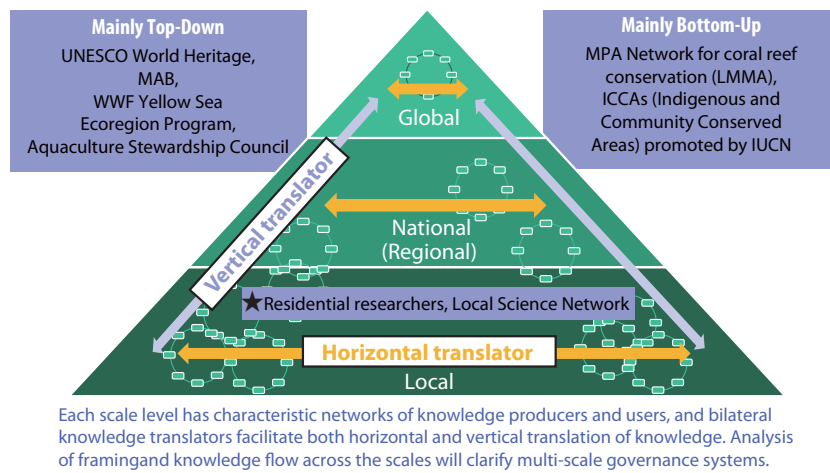 Mainly Top-Down
UNESCO World Heritage,
MAB,
WWF Yellow Sea
Ecoregion Program,
Aquaculture Stewardship Council
Mainly Bottom-Up
MPA Network for coral reef
conservation (LMMA),
ICCAs (Indigenous and
Community Conserved
Areas) promoted by IUCN
Global
Vertical translator
National
(Regional)
★Residential researchers, Local Science Network
Horizontal translator
Local
Each scale level has characteristic networks of knowledge producers and users, and bilateral
knowledge translators facilitate both horizontal and vertical translation of knowledge. Analysis
of framingand knowledge flow across the scales will clarify multi-scale governance systems.